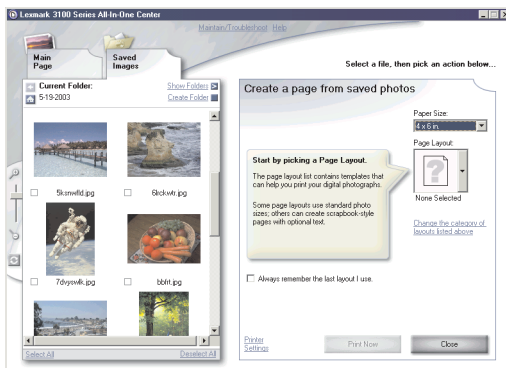 Lexmark 3100 Series All-In-One Center
Maintain/Troubleshoot Help
Main
Page
Saved
Images
Select a file, then pick an action below...
Current Folder:
Show Folders
5-19-2003
Create Folder
5ksnwfld.jpg
6lrckwtr.jpg
7dvyswlk.jpg
bbfrt.jpg
Select All
Deselect All
Create a page from saved photos
Paper Size:
4 x 6 in.
Page Layout:
None Selected
Start by picking a Page Layout.
The page layout list contains templates that
can help you print your digital photographs.
Some page layouts use standard photo
sizes; others can create scrapbook-style
pages with optional text.
Change the category of
layouts listed above
Always remember the last layout I use.
Printer
Settings
Print Now
Close